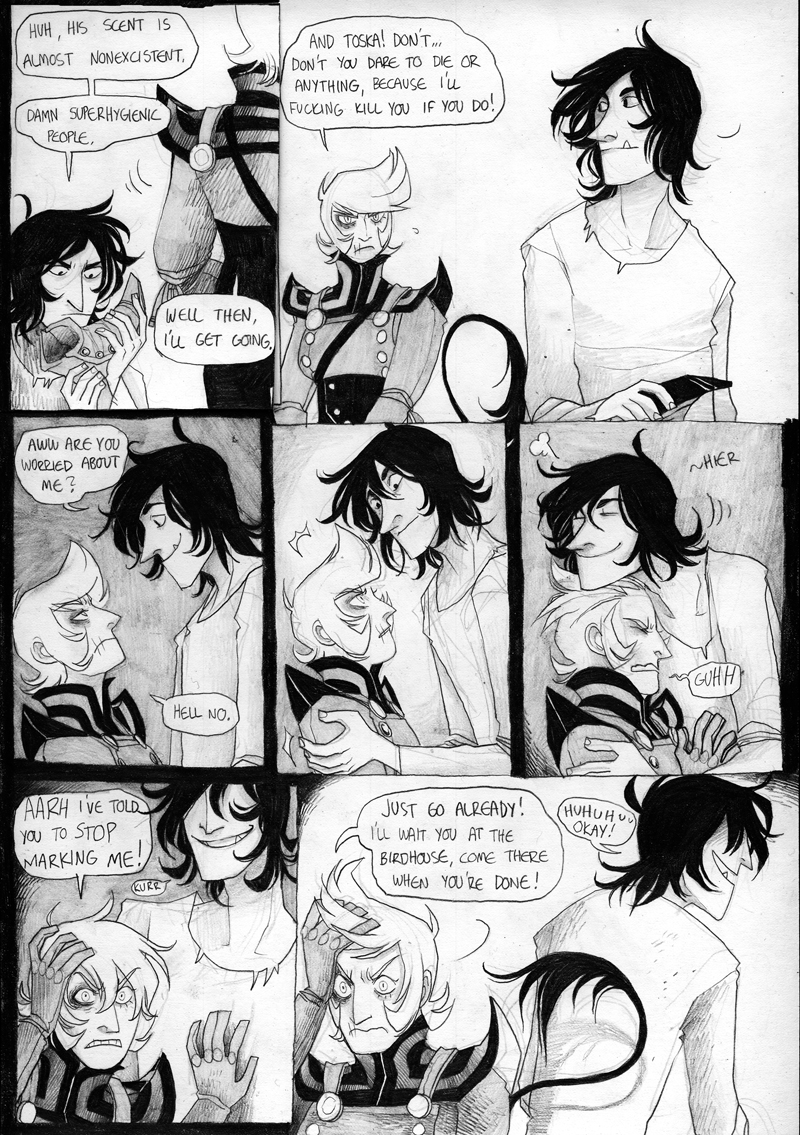 HUH, HIS SCENT IS
ALMOST NONEXCISTENT.
DAMN SUPERHYGIENIC
PEOPLE.
WELL THEN,
I'LL GET GOING.
AND TOSKA! DON'T...
DON'T YOU DARE TO DIE OR
ANYTHING, BECAUSE I'LL
FUCKING KILL YOU IF YOU DO!
AWW ARE YOU
WORRIED ABOUT
ME?
HELL NO.
~HIER
GUHH
AARH I'VE TOLD
YOU TO STOP
MARKING ME!
KURR
JUST GO ALREADY!
I'LL WAIT YOU AT THE
BIRDHOUSE, COME THERE
WHEN YOU'RE DONE!
HUHUHUU
OKAY!